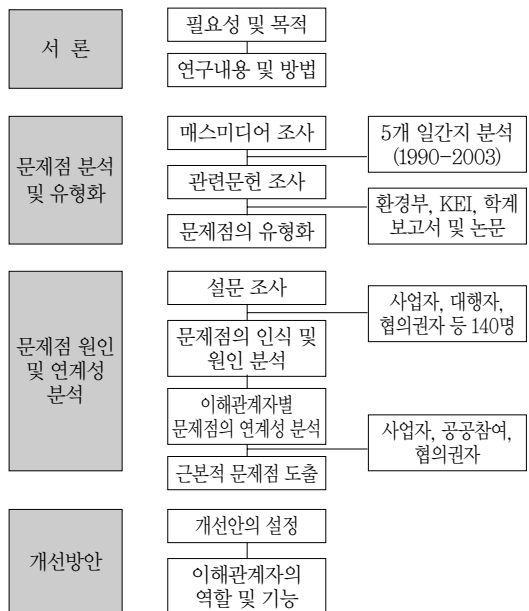 서 론
필요성 및 목적
연구내용 및 방법
문제점 분석
및 유형화
매스미디어 조사
5개 일간지 분석
(1990-2003)
관련문헌 조사
환경부, KEI, 학계
보고서 및 논문
문제점의 유형화
문제점 원인
및 연계성
분석
설문 조사
사업자, 대행자,
협의권자 등 140명
문제점의 인식 및
원인 분석
이해관계자별
문제점의 연계성 분석
사업자, 공공참여,
협의권자
근본적 문제점 도출
개선방안
개선안의 설정
이해관계자의
역할 및 기능